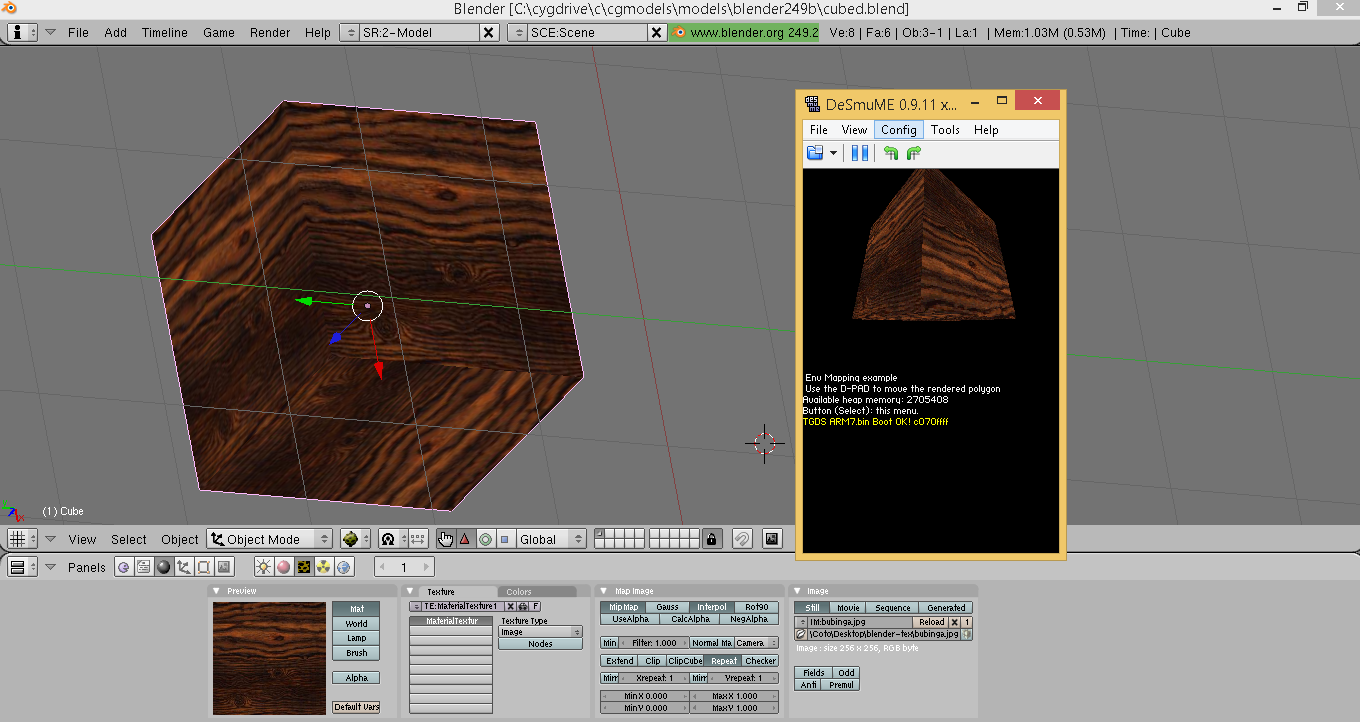 Blender [C:\cygdrive\c\cgmodels\models\blender249b\cubed.blend]
File Add Timeline Game Render Help SR:2-Model SCE:Scene www.blender.org 249.2 Ve:8 | Fa:6 | Ob:3-1 | La:1 | Mem:1.03M (0.53M) | Time: | Cube
DeSmuME 0.9.11 x...
File View Config Tools Help
Env Mapping example
Use the D-PAD to move the rendered polygon
Available heap memory: 2705408
Button (Select): this menu.
TGDS ARM7.bin Boot OK! c070ffff
(1) Cube
View Select Object Object Mode Global
Panels 1
Preview
Mat
World
Lamp
Brush
Alpha
Default Vars
Texture Colors
TE:MaterialTexture1 F
MaterialTextur
Texture Type
Image
Nodes
Map Image
MipMap Gauss Interpol Rot90
UseAlpha CalcAlpha NegAlpha
Min Filter: 1.000 Normal Ma Camera
Extend Clip ClipCube Repeat Checker
Mirr Xrepeat: 1 Mirr Yrepeat: 1
MinX 0.000 MaxX 1.000
MinY 0.000 MaxY 1.000
Image
Still Movie Sequence Generated
IM:bubinga.jpg Reload 1
\Coto\Desktop\blender-tex\bubinga.jpg
Image : size 256 x 256, RGB byte
Fields Odd
Anti Premul